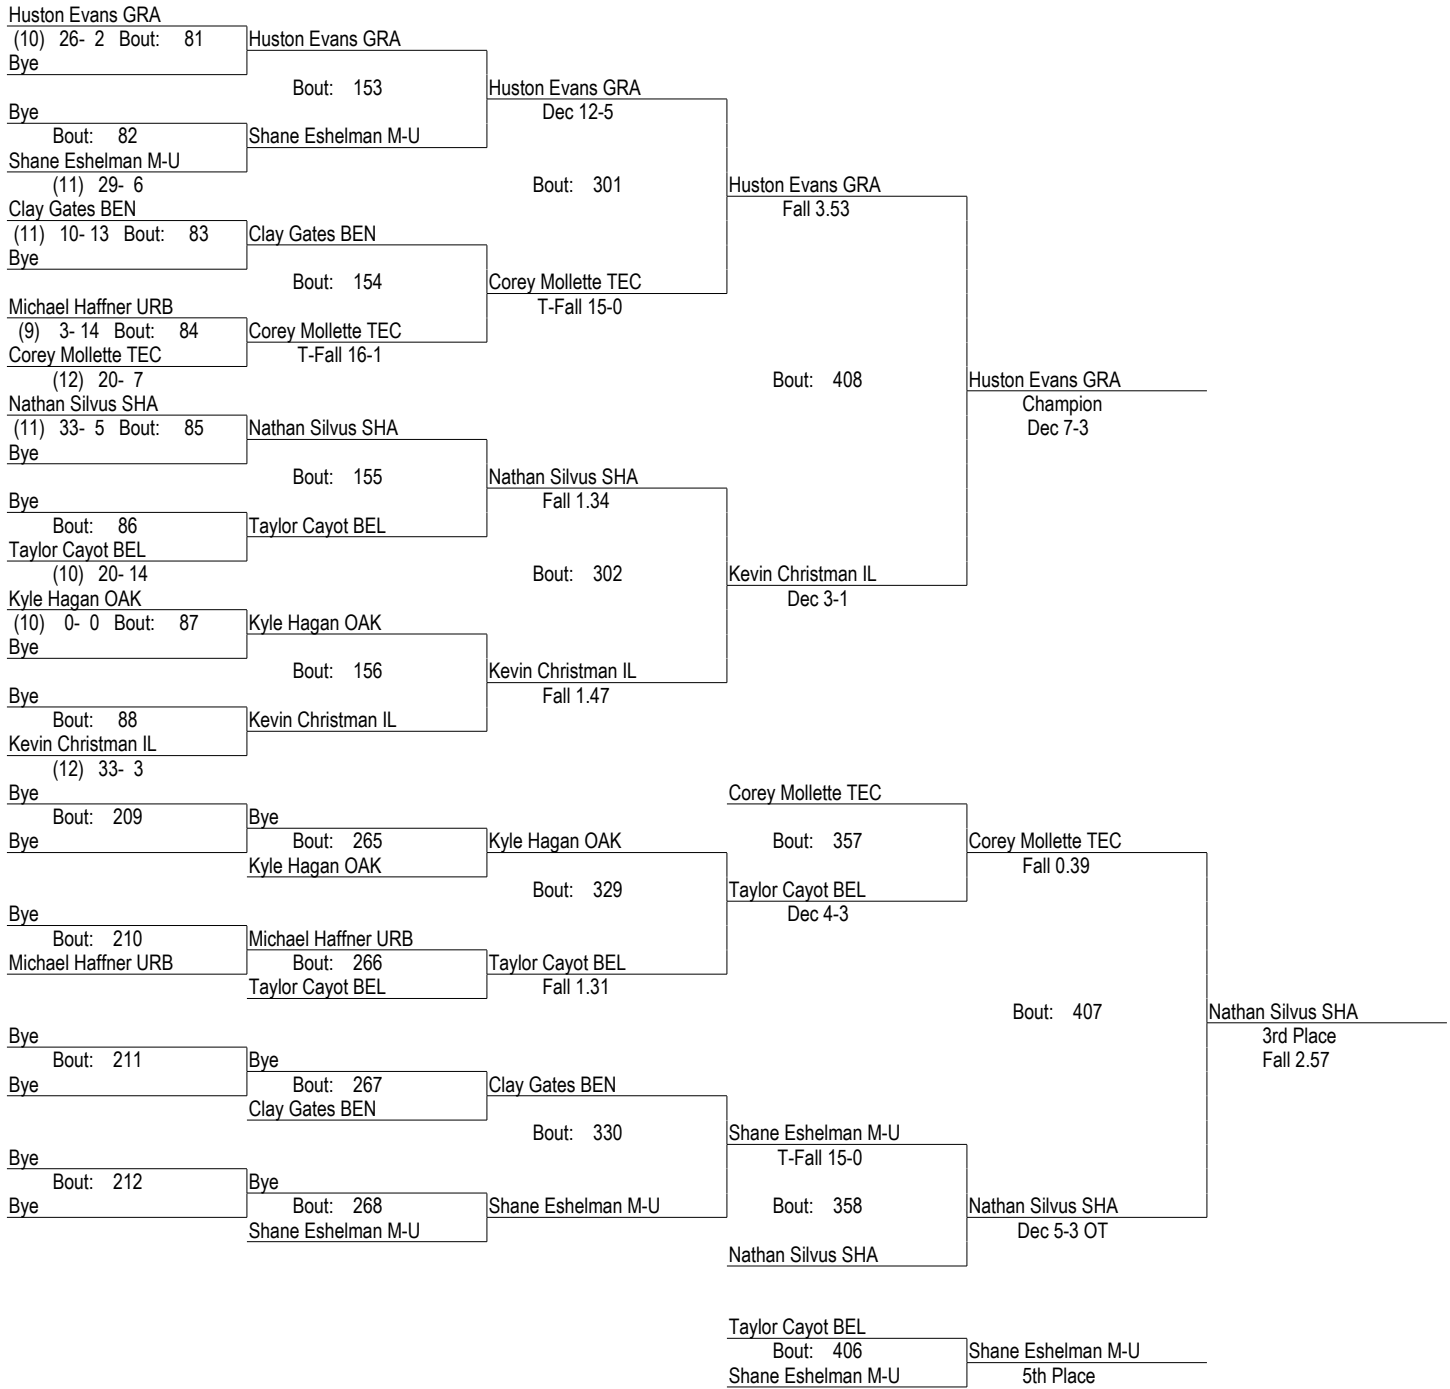 Huston Evans GRA
(10) 26- 2 Bout: 81 Huston Evans GRA
Bye
Bout: 153 Huston Evans GRA
Bye Dec 12-5
Bout: 82 Shane Eshelman M-U
Shane Eshelman M-U
(11) 29- 6 Bout: 301 Huston Evans GRA
Clay Gates BEN Fall 3.53
(11) 10- 13 Bout: 83 Clay Gates BEN
Bye
Bout: 154 Corey Mollette TEC
Michael Haffner URB T-Fall 15-0
(9) 3- 14 Bout: 84 Corey Mollette TEC
Corey Mollette TEC T-Fall 16-1
(12) 20- 7 Bout: 408 Huston Evans GRA
Nathan Silvus SHA Champion
(11) 33- 5 Bout: 85 Nathan Silvus SHA Dec 7-3
Bye
Bout: 155 Nathan Silvus SHA
Bye Fall 1.34
Bout: 86 Taylor Cayot BEL
Taylor Cayot BEL
(10) 20- 14 Bout: 302 Kevin Christman IL
Kyle Hagan OAK Dec 3-1
(10) 0- 0 Bout: 87 Kyle Hagan OAK
Bye
Bout: 156 Kevin Christman IL
Bye Fall 1.47
Bout: 88 Kevin Christman IL
Kevin Christman IL
(12) 33- 3
Bye Corey Mollette TEC
Bout: 209 Bye
Bye Bout: 265 Kyle Hagan OAK Bout: 357 Corey Mollette TEC
Kyle Hagan OAK Fall 0.39
Bout: 329 Taylor Cayot BEL
Bye Dec 4-3
Bout: 210 Michael Haffner URB
Michael Haffner URB Bout: 266 Taylor Cayot BEL
Taylor Cayot BEL Fall 1.31
Bout: 407 Nathan Silvus SHA
Bye 3rd Place
Bout: 211 Bye Fall 2.57
Bye Bout: 267 Clay Gates BEN
Clay Gates BEN
Bout: 330 Shane Eshelman M-U
Bye T-Fall 15-0
Bout: 212 Bye
Bye Bout: 268 Shane Eshelman M-U Bout: 358 Nathan Silvus SHA
Shane Eshelman M-U Dec 5-3 OT
Nathan Silvus SHA
Taylor Cayot BEL
Bout: 406 Shane Eshelman M-U
Shane Eshelman M-U 5th Place